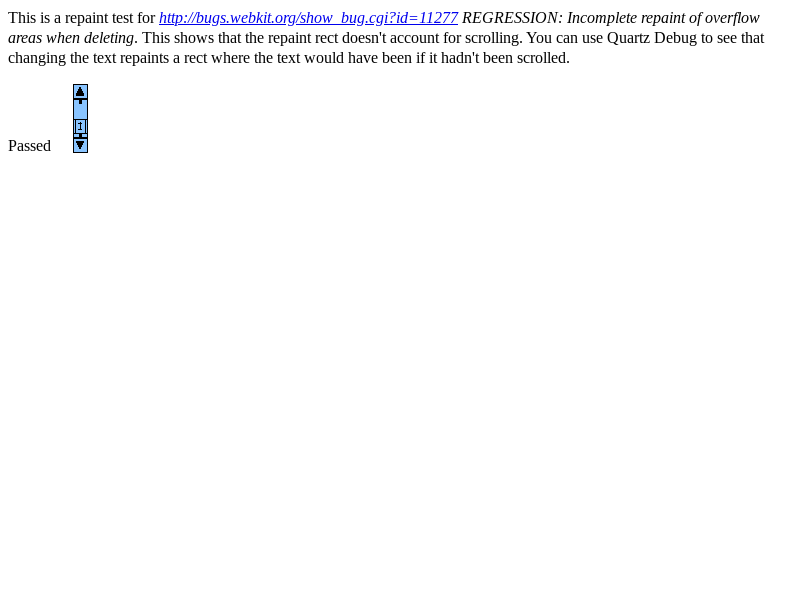 This is a repaint test for http://bugs.webkit.org/show_bug.cgi?id=11277 REGRESSION: Incomplete repaint of overflow
areas when deleting. This shows that the repaint rect doesn't account for scrolling. You can use Quartz Debug to see that
changing the text repaints a rect where the text would have been if it hadn't been scrolled.
Passed